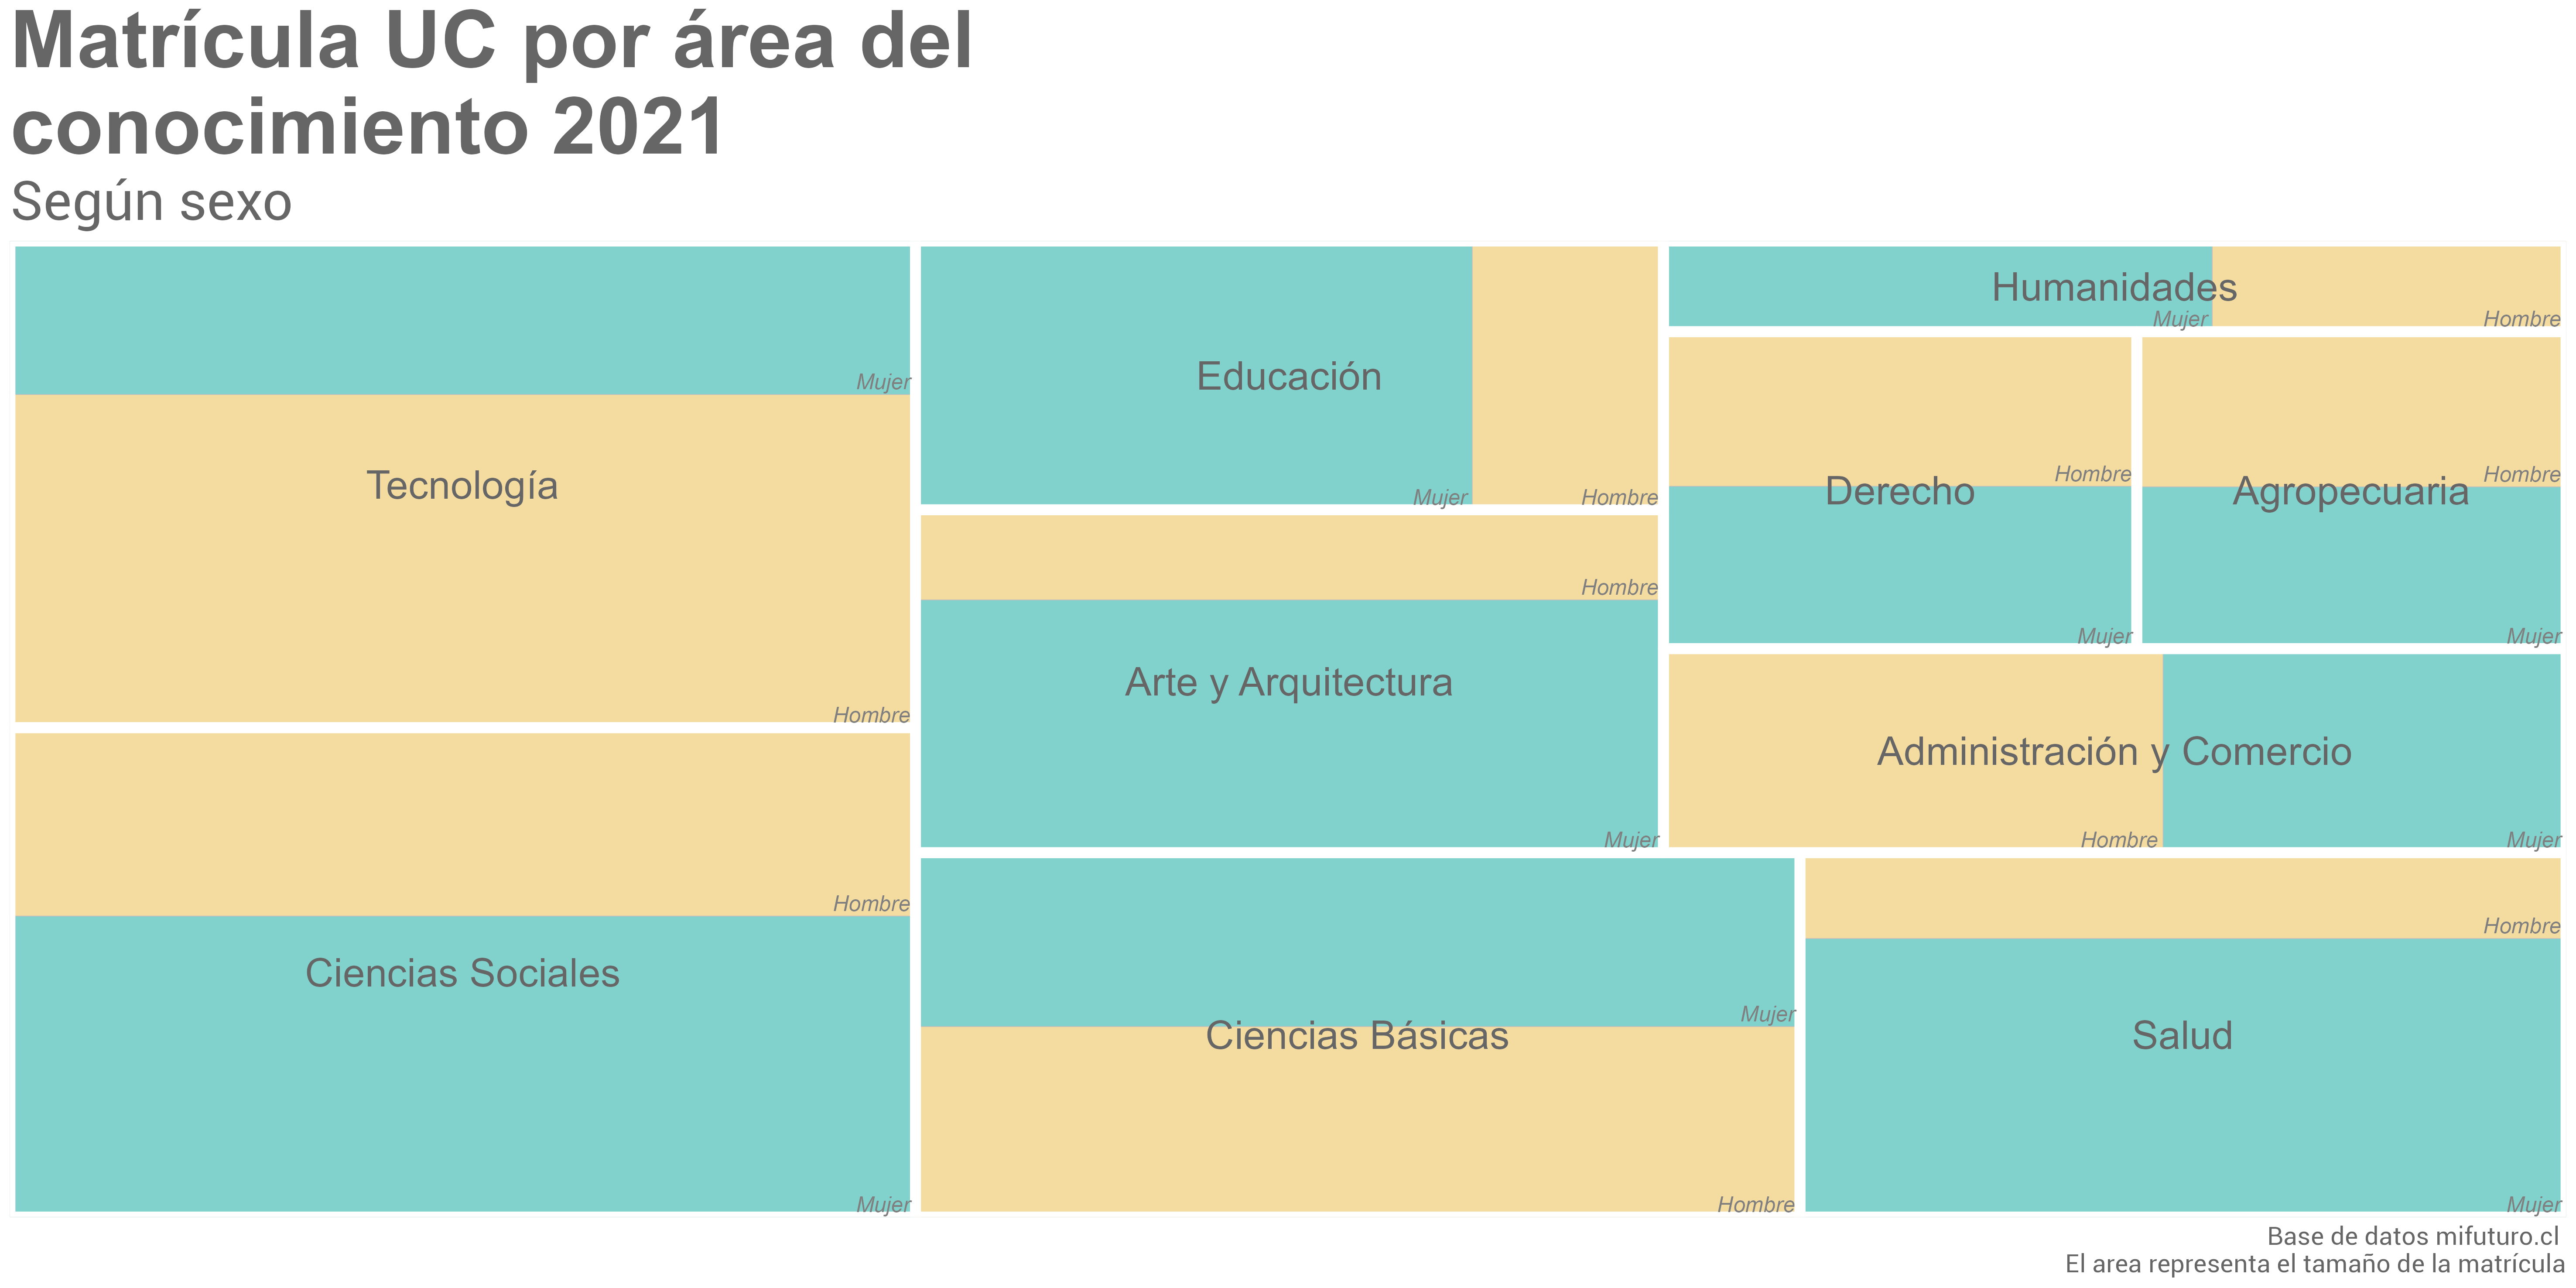 Matrícula UC por área del
conocimiento 2021
Según sexo
Mujer
Tecnología
Hombre
Hombre
Ciencias Sociales
Mujer
Educación
Mujer
Hombre
Hombre
Arte y Arquitectura
Mujer
Mujer
Ciencias Básicas
Hombre
Humanidades
Mujer
Hombre
Hombre
Derecho
Mujer
Hombre
Agropecuaria
Mujer
Administración y Comercio
Hombre
Mujer
Hombre
Salud
Mujer
Base de datos mifuturo.cl
El area representa el tamaño de la matrícula